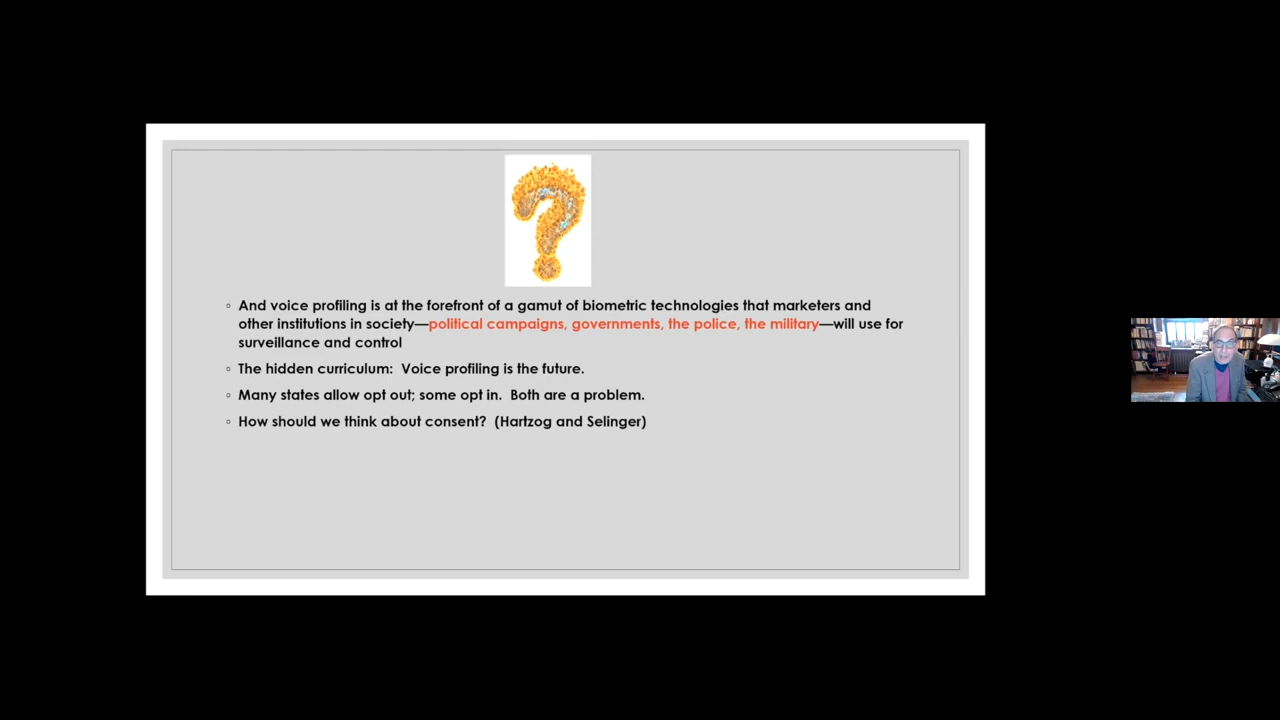 And voice profiling is at the forefront of a gamut of biometric technologies that marketers and
other institutions in society—political campaigns, governments, the police, the military—will use for
surveillance and control
The hidden curriculum: Voice profiling is the future.
Many states allow opt out; some opt in. Both are a problem.
How should we think about consent? (Hartzog and Selinger)